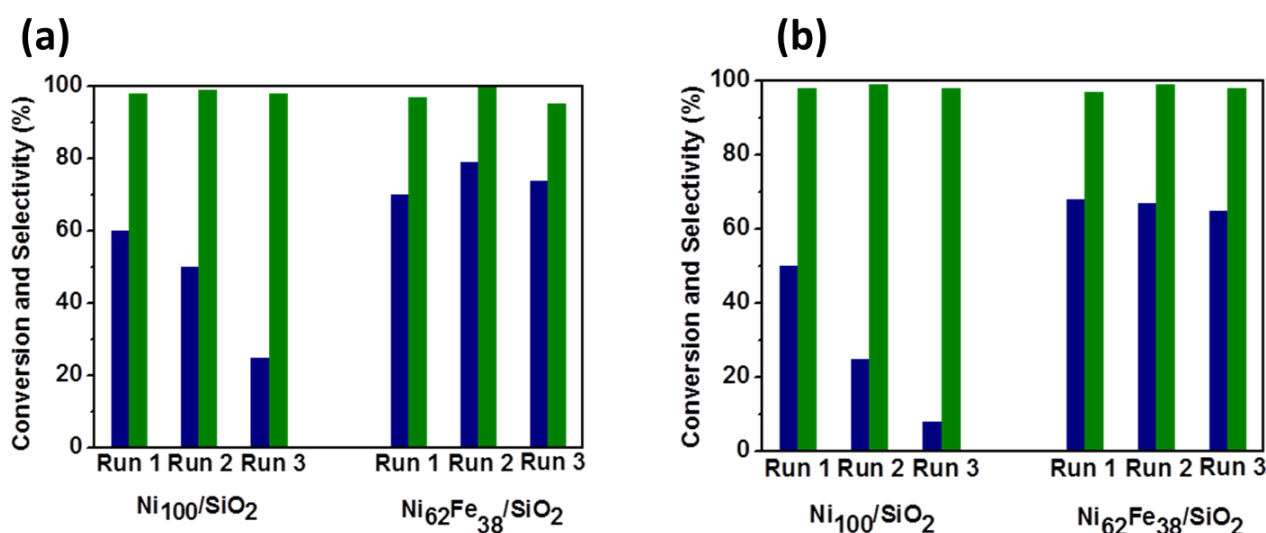 (a)
Conversion and Selectivity (%)
100
80
60
40
20
0
Run 1 Run 2 Run 3 Run 1 Run 2 Run 3
Ni100/SiO2 Ni62Fe38/SiO2
(b)
Conversion and Selectivity (%)
100
80
60
40
20
0
Run 1 Run 2 Run 3 Run 1 Run 2 Run 3
Ni100/SiO2 Ni62Fe38/SiO2